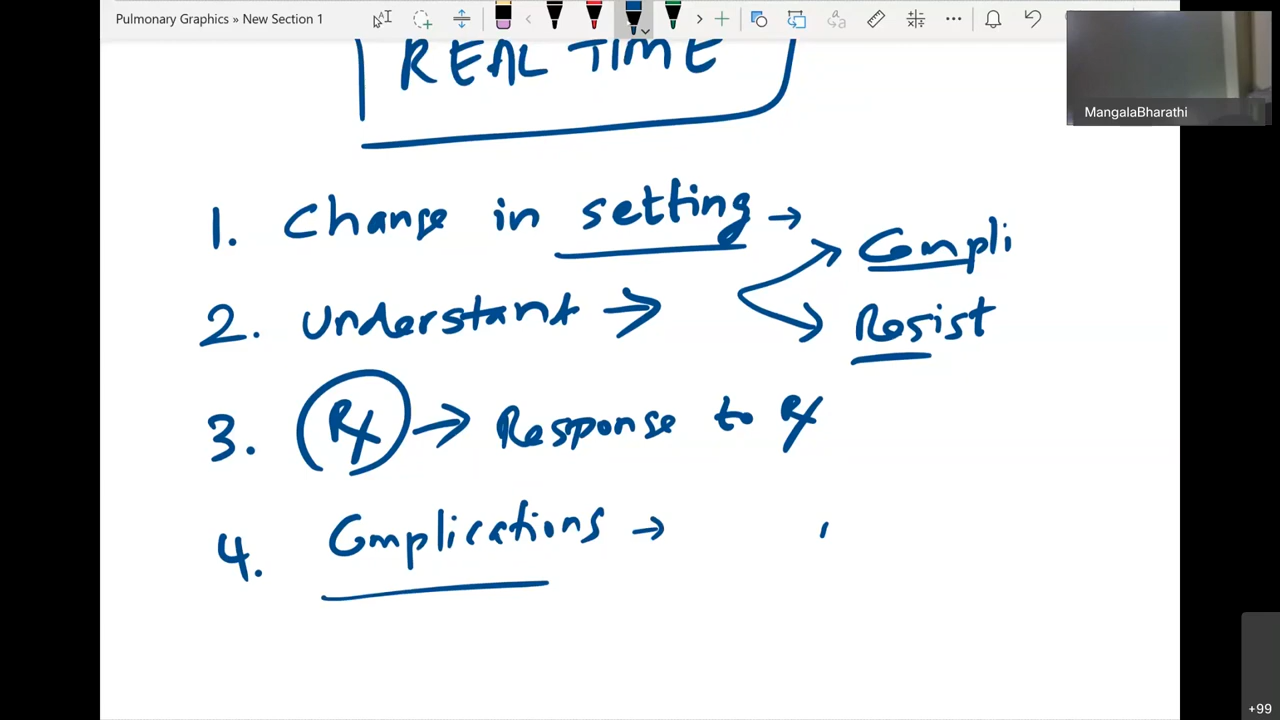 Pulmonary Graphics » New Section 1
MangalaBharathi
REAL TIME
1. Change in setting →
Compli
2. Understant →
Resist
3. Rx → Response to Rx
4. Complications →
+99